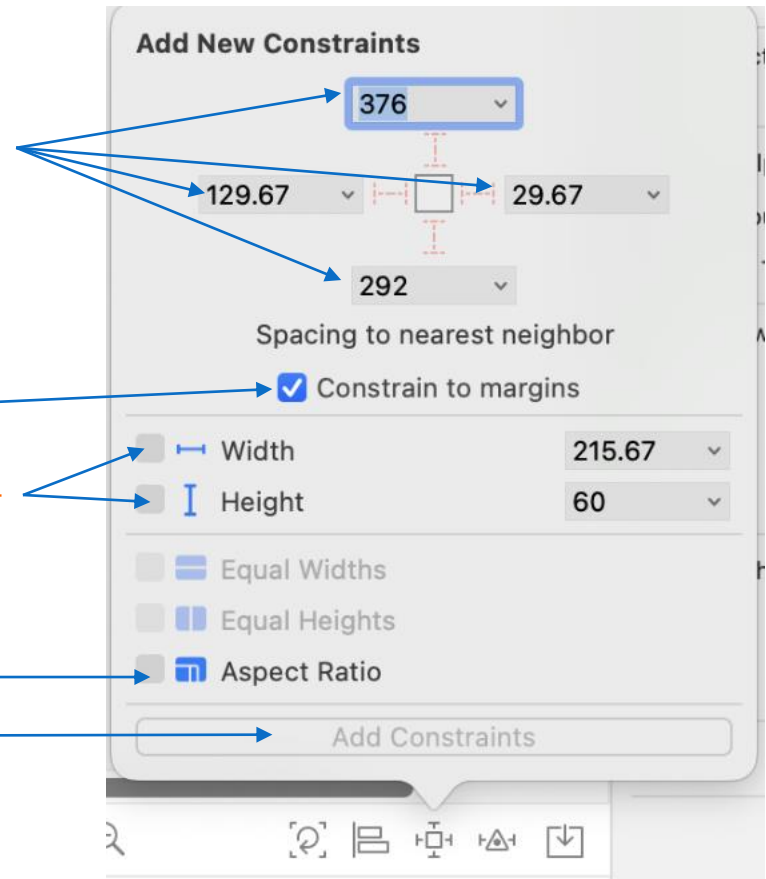 Add New Constraints
376
129.67
29.67
292
Spacing to nearest neighbor
Constrain to margins
Width 215.67
Height 60
Equal Widths
Equal Heights
Aspect Ratio
Add Constraints